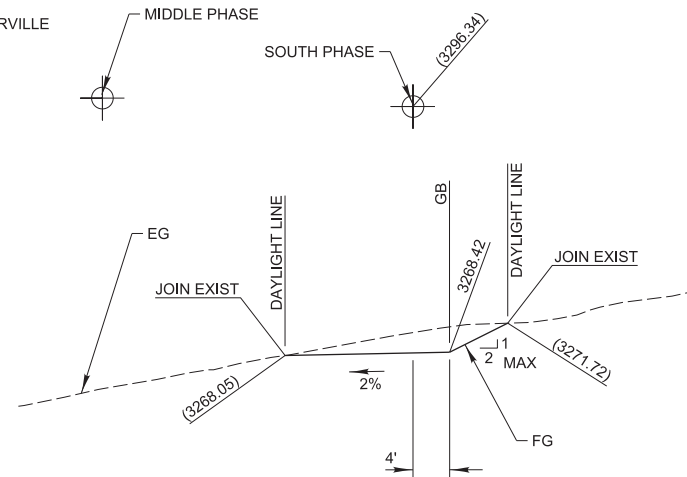 RVILLE
MIDDLE PHASE
SOUTH PHASE
(3296.34)
DAYLIGHT LINE
GB
DAYLIGHT LINE
EG
3268.42
JOIN EXIST
JOIN EXIST
1
2
MAX
(3268.05)
2%
(3271.72)
FG
4'